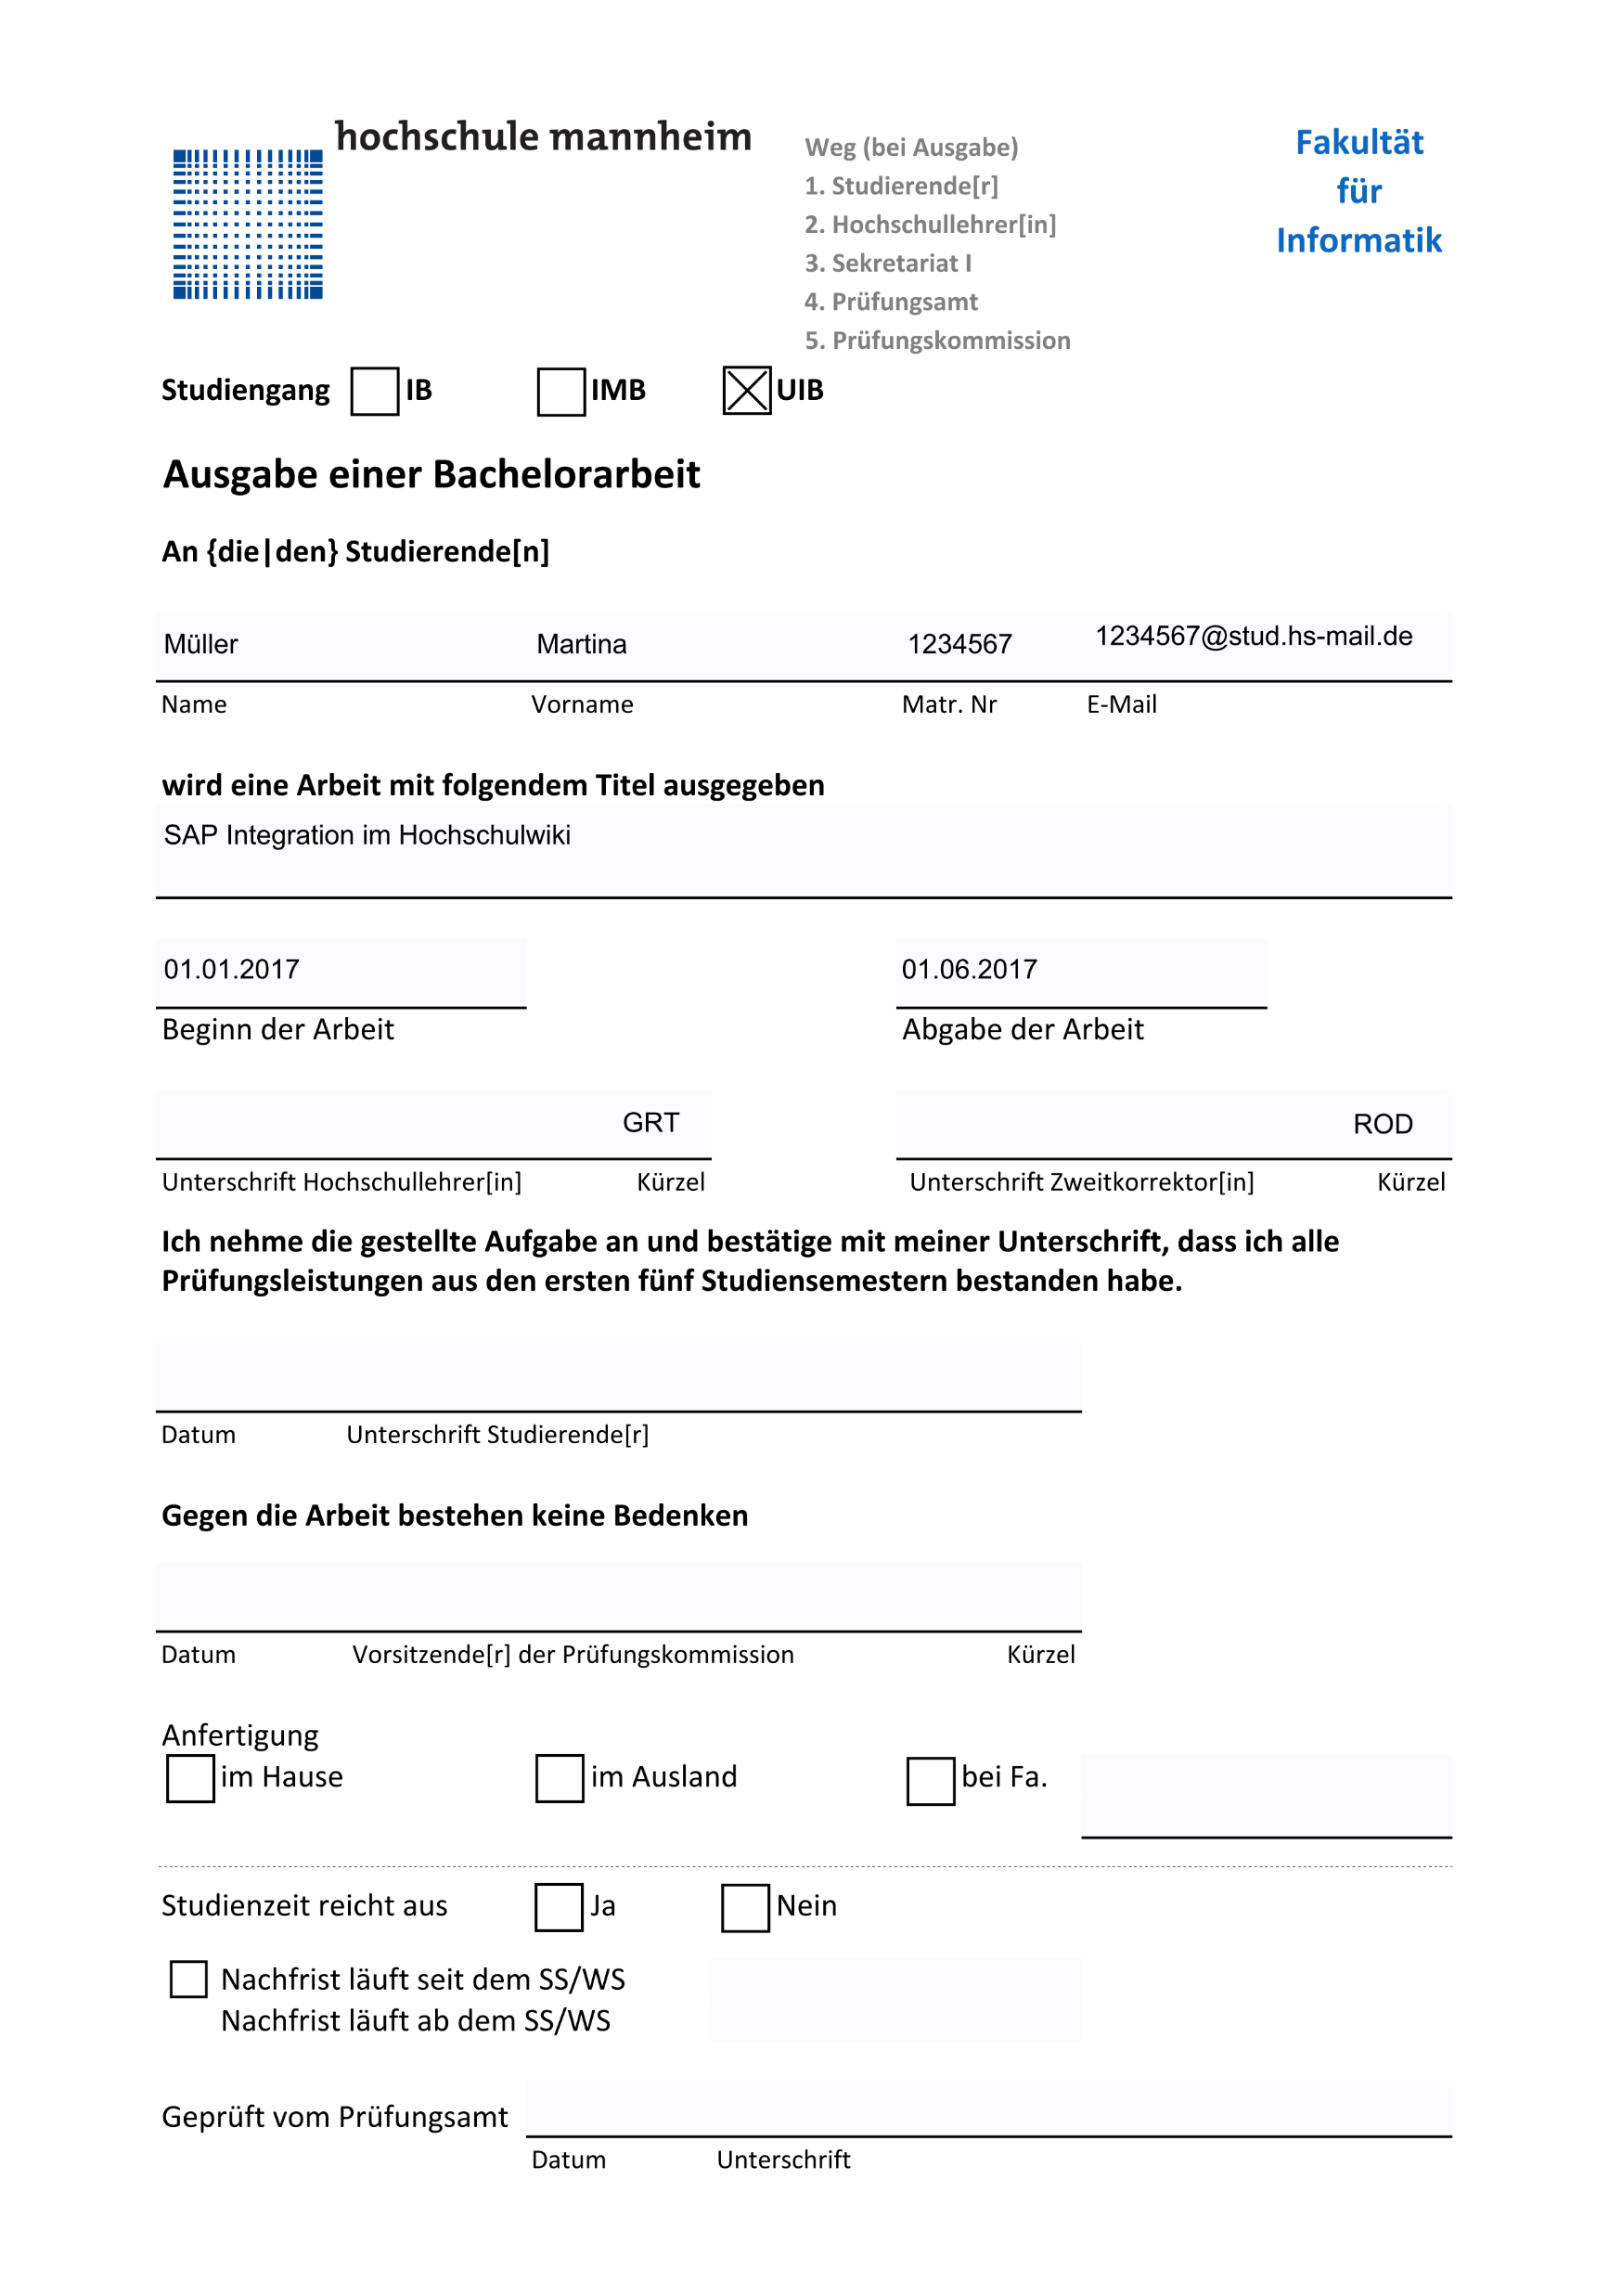 hochschule mannheim
Weg (bei Ausgabe)
1. Studierende[r]
2. Hochschullehrer[in]
3. Sekretariat I
4. Prüfungsamt
5. Prüfungskommission
Fakultät
für
Informatik
Studiengang IB IMB UIB
Ausgabe einer Bachelorarbeit
An {die|den} Studierende[n]
Müller Martina 1234567 1234567@stud.hs-mail.de
Name Vorname Matr. Nr E-Mail
wird eine Arbeit mit folgendem Titel ausgegeben
SAP Integration im Hochschulwiki
01.01.2017 01.06.2017
Beginn der Arbeit Abgabe der Arbeit
GRT ROD
Unterschrift Hochschullehrer[in] Kürzel Unterschrift Zweitkorrektor[in] Kürzel
Ich nehme die gestellte Aufgabe an und bestätige mit meiner Unterschrift, dass ich alle
Prüfungsleistungen aus den ersten fünf Studiensemestern bestanden habe.
Datum Unterschrift Studierende[r]
Gegen die Arbeit bestehen keine Bedenken
Datum Vorsitzende[r] der Prüfungskommission Kürzel
Anfertigung
im Hause im Ausland bei Fa.
Studienzeit reicht aus Ja Nein
Nachfrist läuft seit dem SS/WS
Nachfrist läuft ab dem SS/WS
Geprüft vom Prüfungsamt
Datum Unterschrift